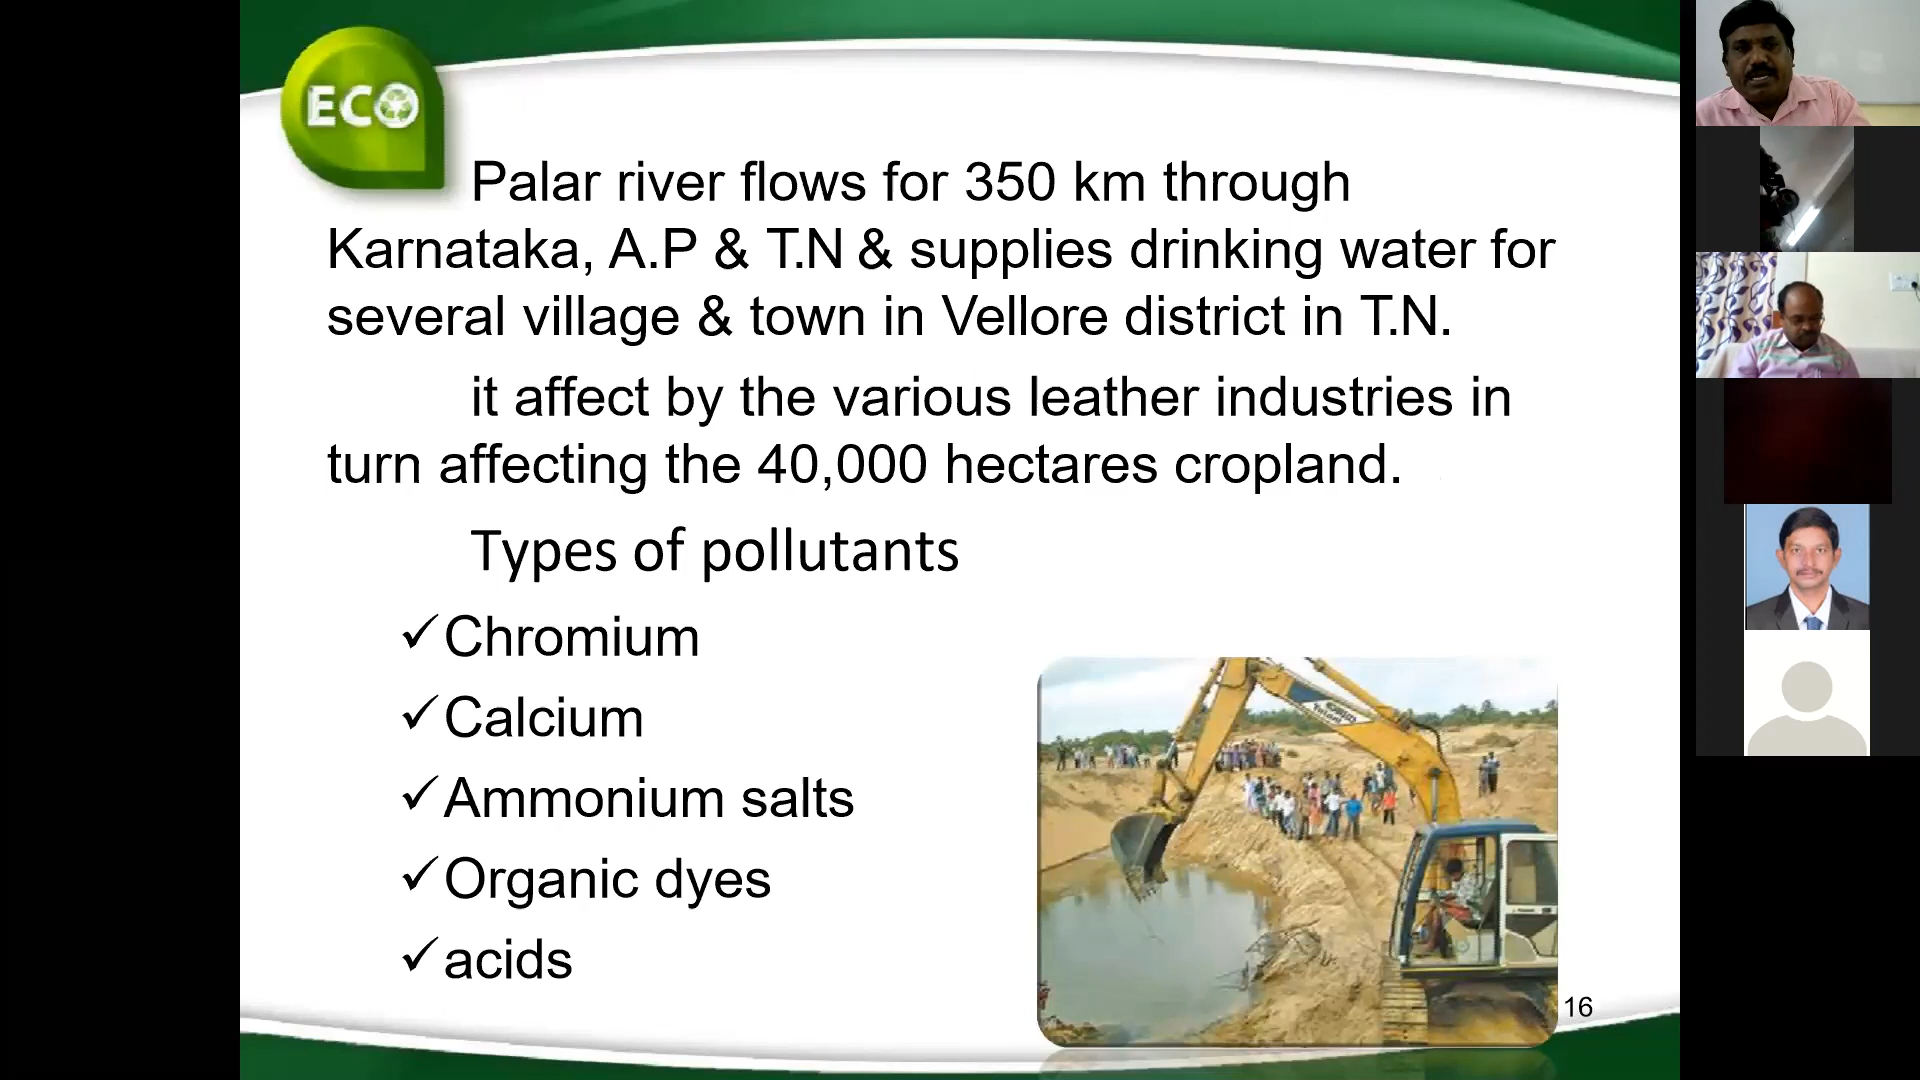 ECO
Palar river flows for 350 km through
Karnataka, A.P & T.N & supplies drinking water for
several village & town in Vellore district in T.N.
it affect by the various leather industries in
turn affecting the 40,000 hectares cropland.
Types of pollutants
✓Chromium
✓Calcium
✓Ammonium salts
✓Organic dyes
✓acids
16